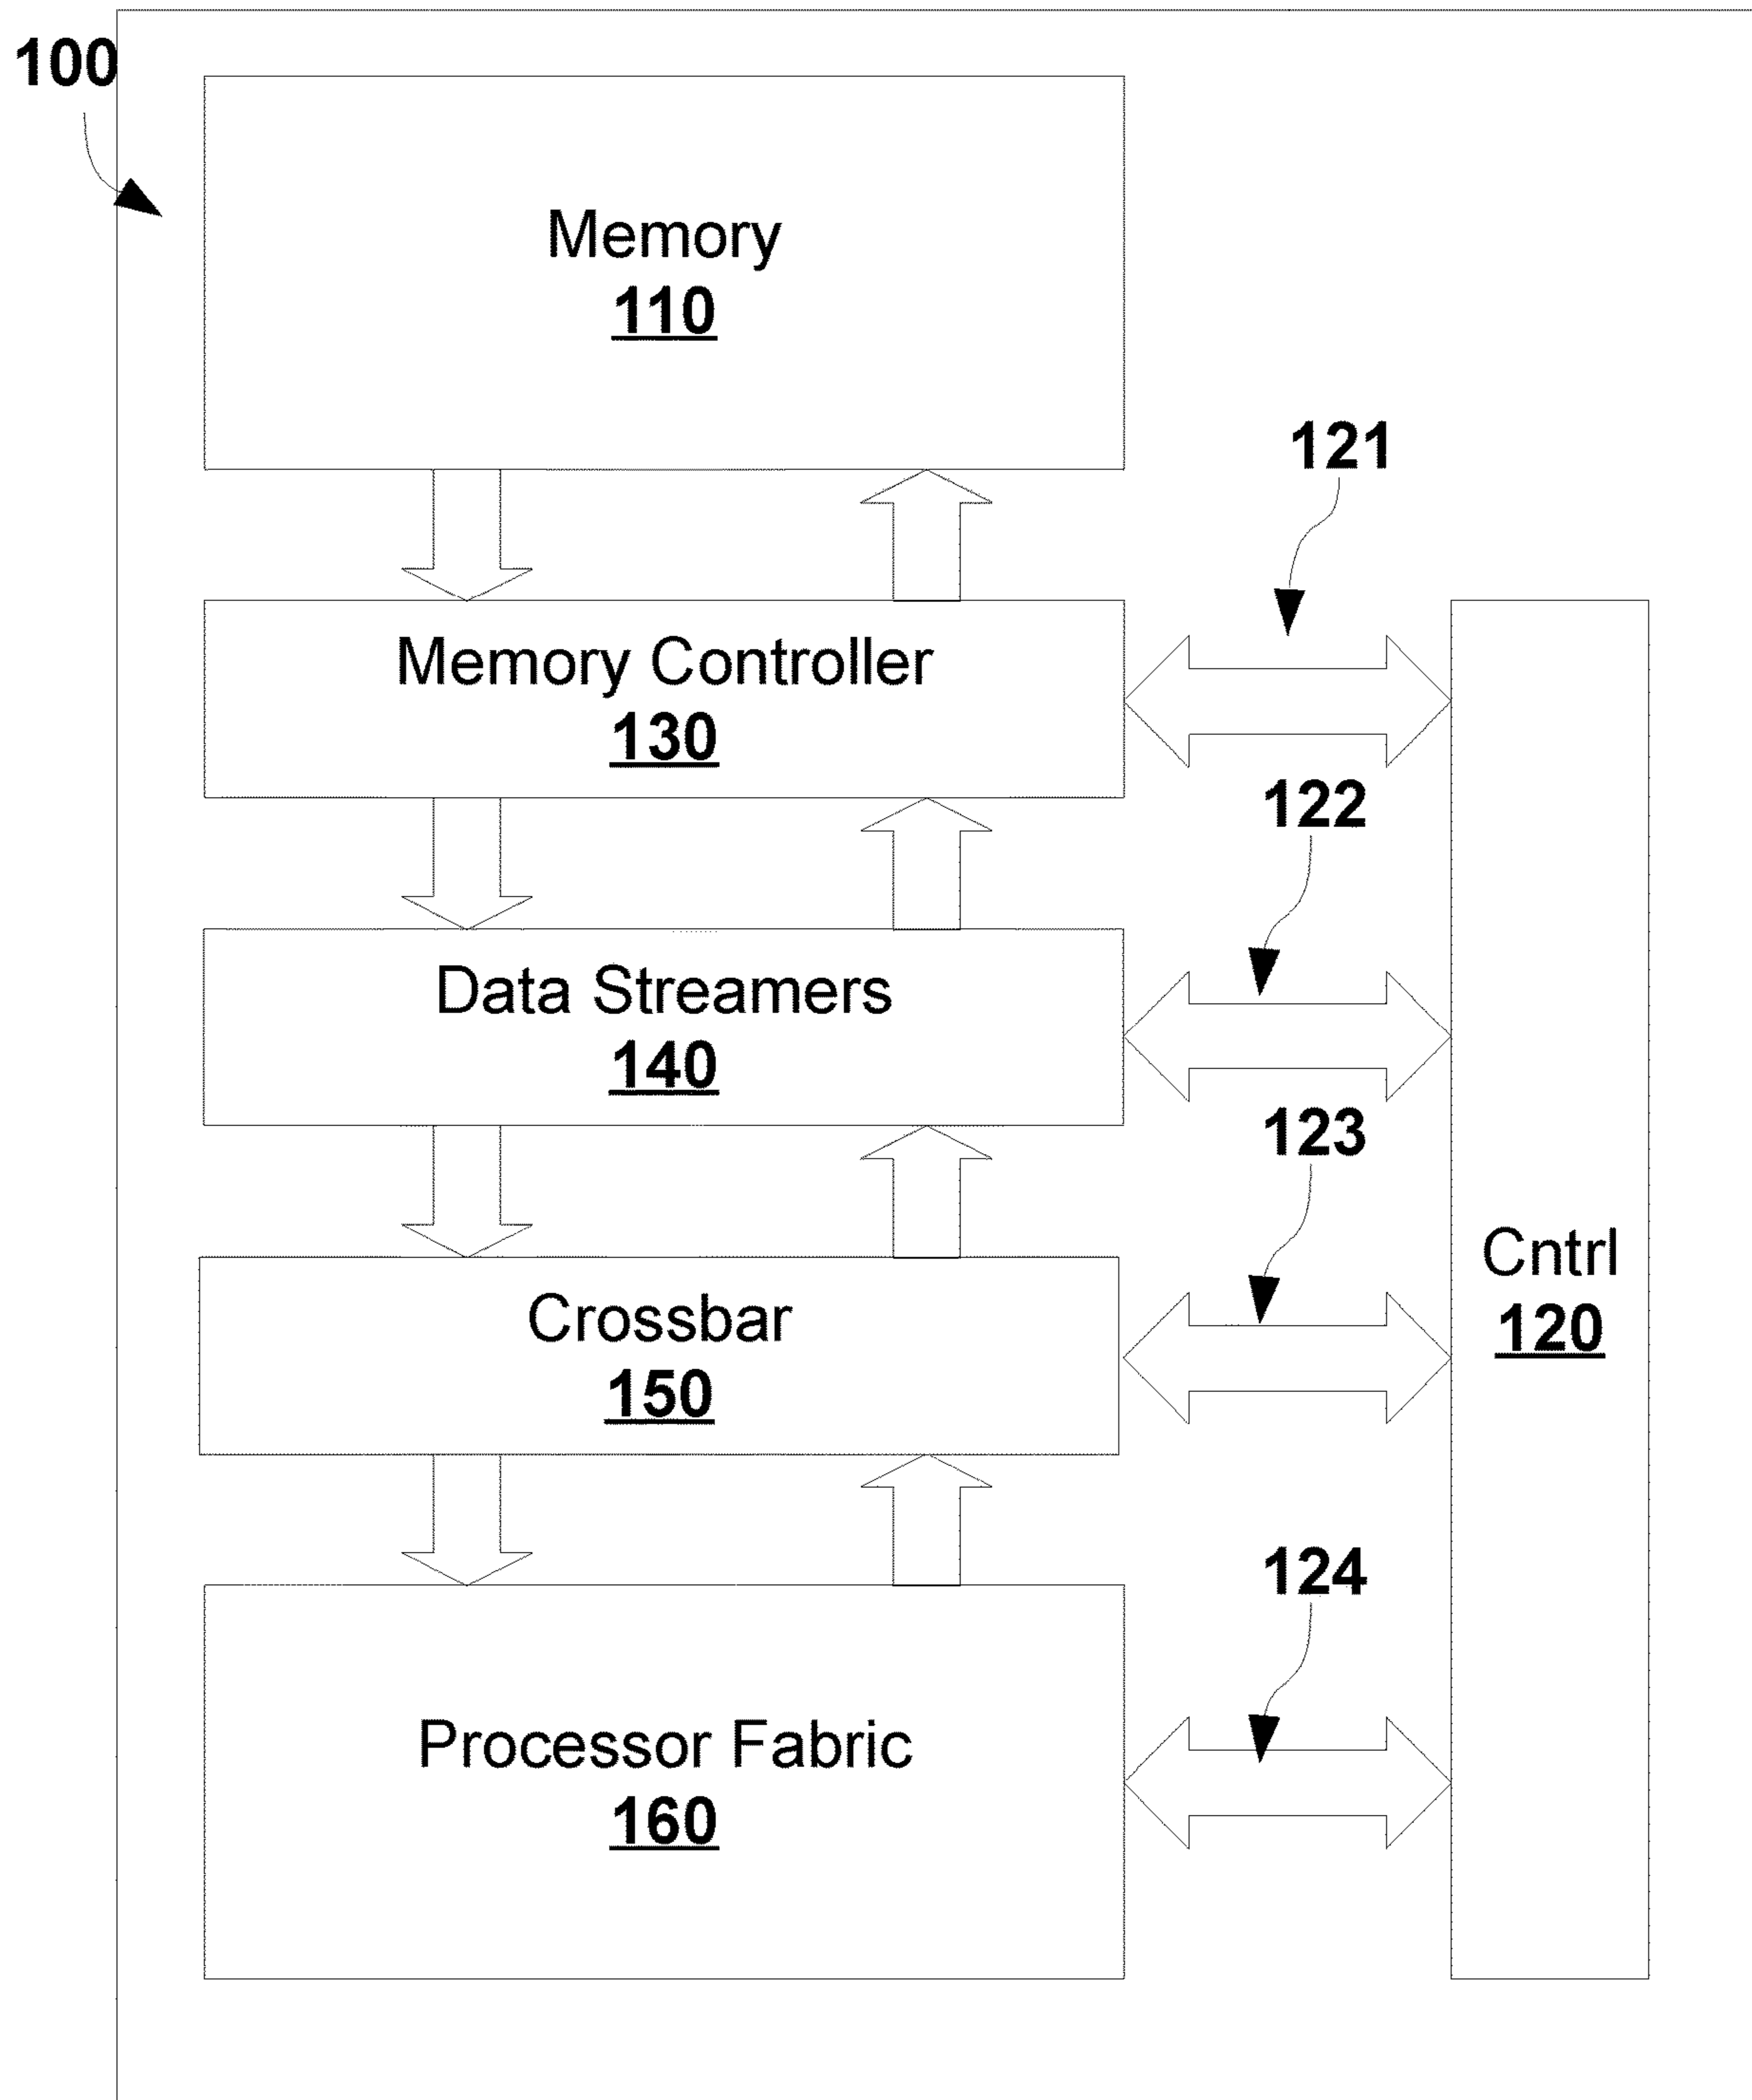 100
Memory
110
121
Memory Controller
130
122
Data Streamers
140
123
Cntrl
120
Crossbar
150
124
Processor Fabric
160